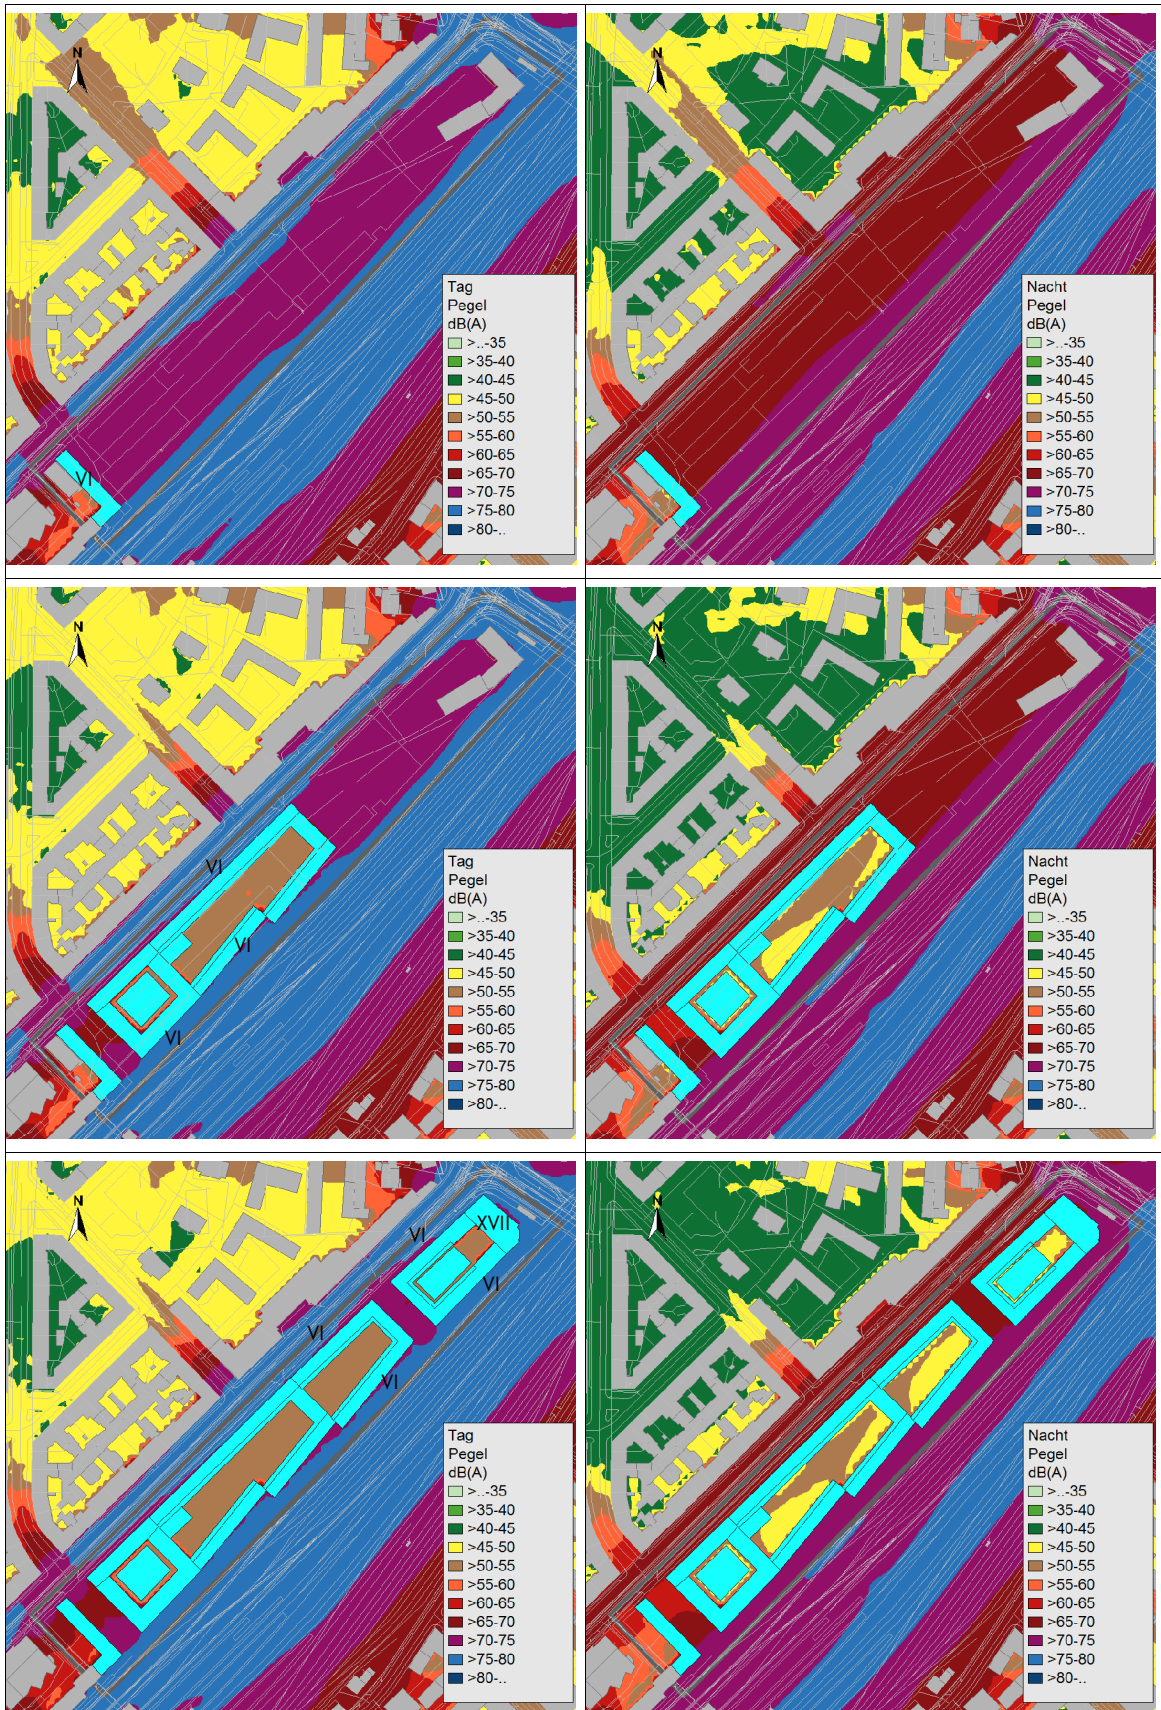 N
VI
Tag
Pegel
dB(A)
>..-35
>35-40
>40-45
>45-50
>50-55
>55-60
>60-65
>65-70
>70-75
>75-80
>80-..
N
Nacht
Pegel
dB(A)
>..-35
>35-40
>40-45
>45-50
>50-55
>55-60
>60-65
>65-70
>70-75
>75-80
>80-..
N
VI
VI
VI
Tag
Pegel
dB(A)
>..-35
>35-40
>40-45
>45-50
>50-55
>55-60
>60-65
>65-70
>70-75
>75-80
>80-..
N
Nacht
Pegel
dB(A)
>..-35
>35-40
>40-45
>45-50
>50-55
>55-60
>60-65
>65-70
>70-75
>75-80
>80-..
N
XVII
VI
VI
VI
VI
Tag
Pegel
dB(A)
>..-35
>35-40
>40-45
>45-50
>50-55
>55-60
>60-65
>65-70
>70-75
>75-80
>80-..
N
Nacht
Pegel
dB(A)
>..-35
>35-40
>40-45
>45-50
>50-55
>55-60
>60-65
>65-70
>70-75
>75-80
>80-..